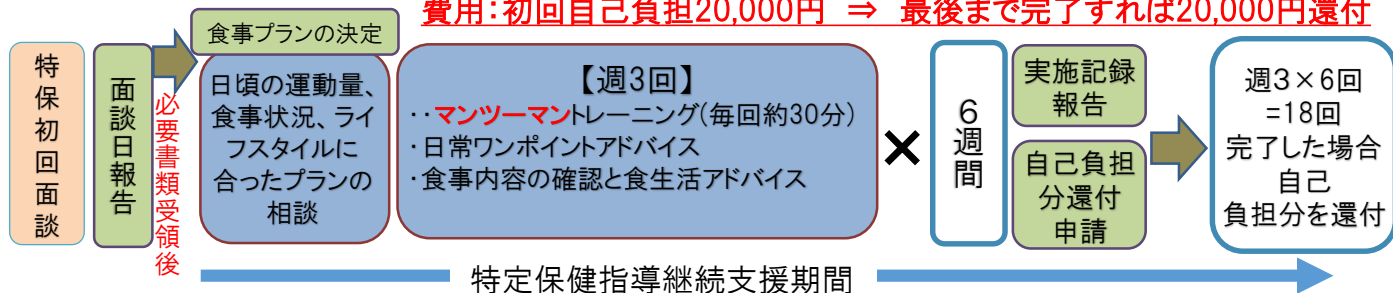 費用：初回自己負担20,000円　⇒　最後まで完了すれば20,000円還付
特保初回面談
面談日報告
必要書類受領後
食事プランの決定
日頃の運動量、
食事状況、ライ
フスタイルに
合ったプランの
相談
【週3回】
・・マンツーマントレーニング（毎回約30分）
・日常ワンポイントアドバイス
・食事内容の確認と食生活アドバイス
×
６週間
実施記録
報告
自己負担
分還付
申請
週３×６回
=18回
完了した場合
自己
負担分を還付
特定保健指導継続支援期間